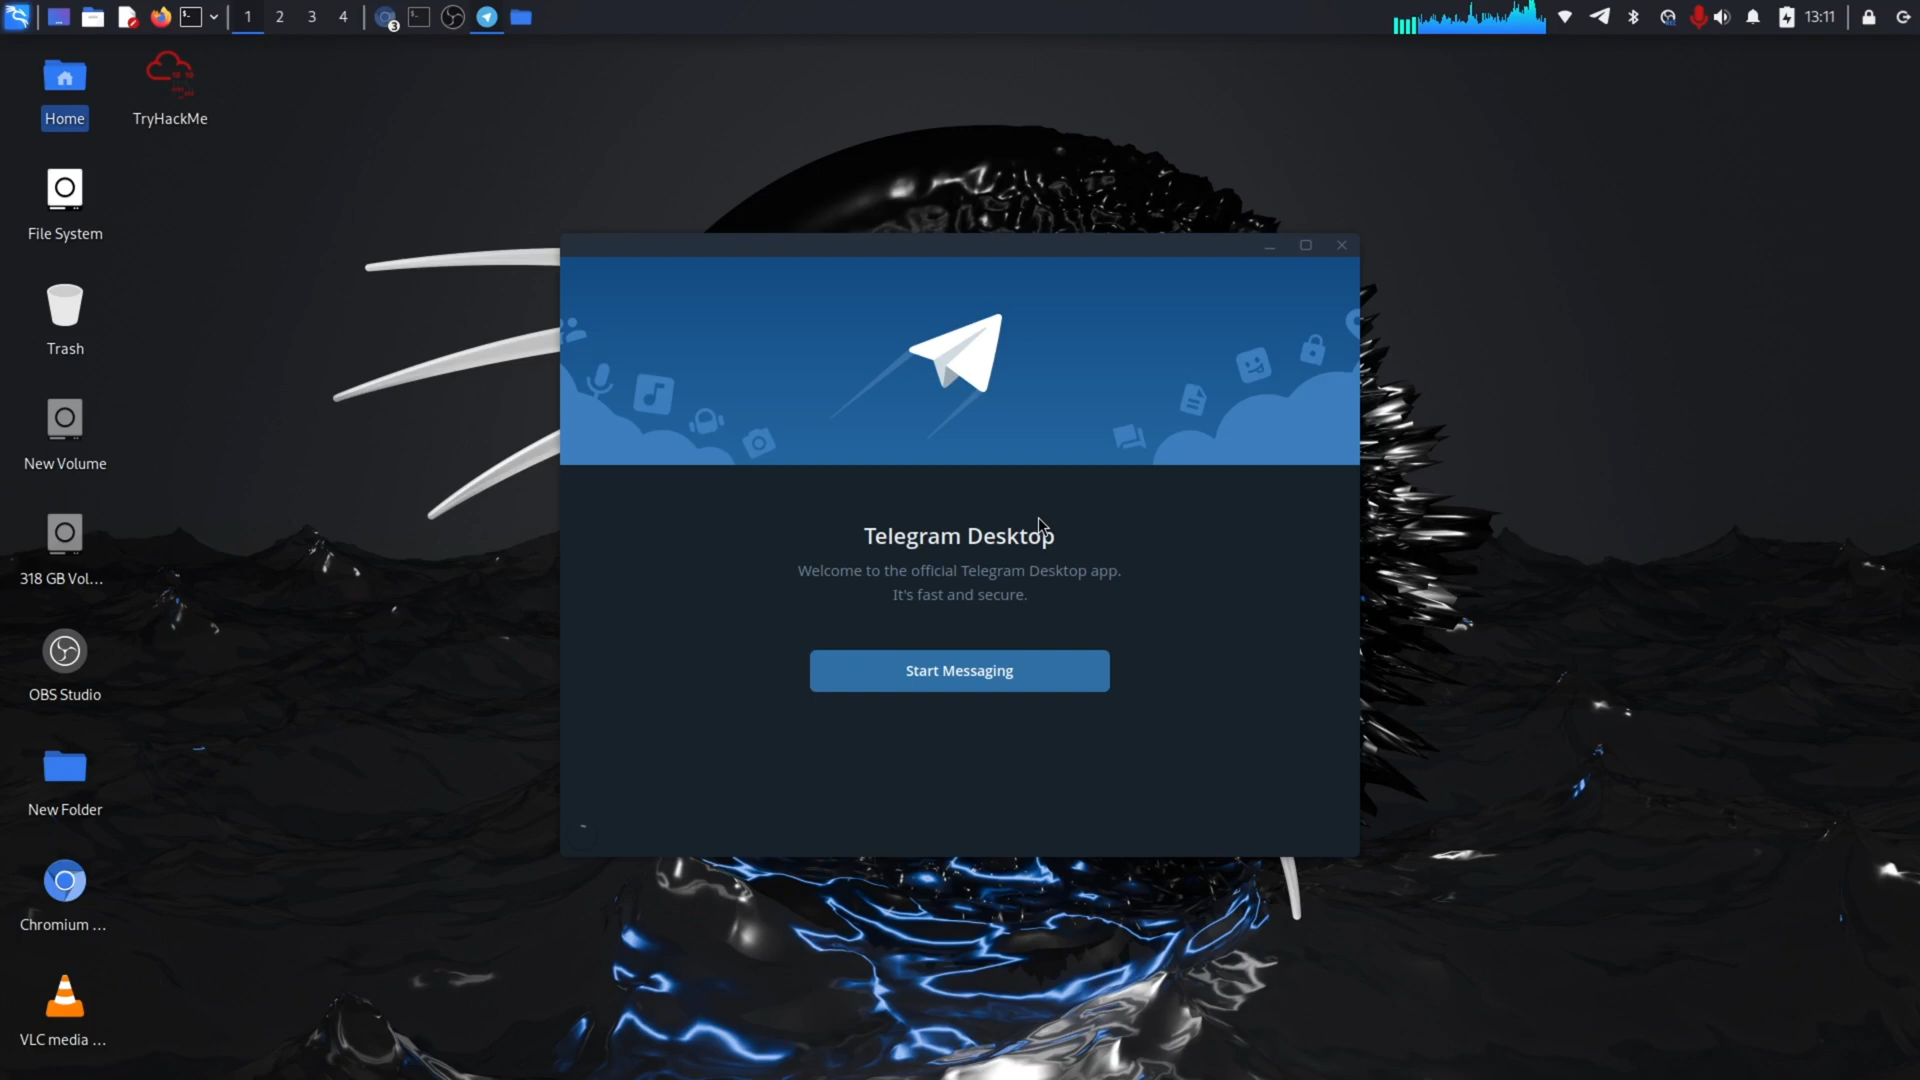 1 2 3 4
3
13:11
Home
TryHackMe
File System
Trash
New Volume
318 GB Vol...
OBS Studio
New Folder
Chromium ...
VLC media ...
Telegram Desktop
Welcome to the official Telegram Desktop app.
It's fast and secure.
Start Messaging